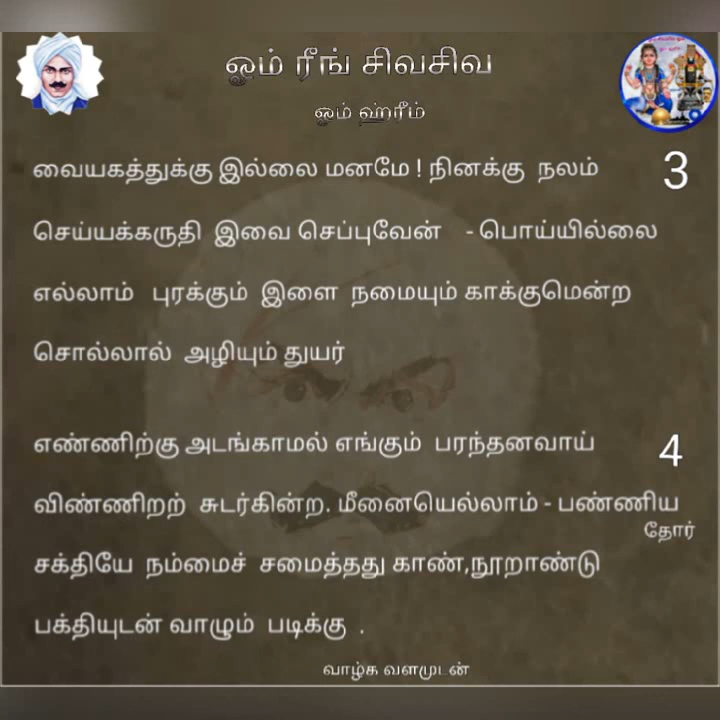 ஓம் ரீங் சிவசிவ
ஓம் ஹ்ரீம்
வையகத்துக்கு இல்லை மனமே ! நினக்கு நலம் 3
செய்யக்கருதி இவை செப்புவேன் - பொய்யில்லை
எல்லாம் புரக்கும் இளை நமையும் காக்குமென்ற
சொல்லால் அழியும் துயர்
எண்ணிற்கு அடங்காமல் எங்கும் பரந்தனவாய் 4
விண்ணிறற் சுடர்கின்ற. மீனையெல்லாம் - பண்ணிய
தோர்
சக்தியே நம்மைச் சமைத்தது காண்,நூறாண்டு
பக்தியுடன் வாழும் படிக்கு .
வாழ்க வளமுடன்